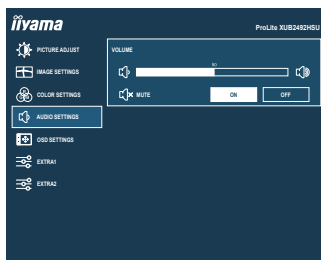 iiyama
ProLite XUB2492HSU
PICTURE ADJUST
VOLUME
50
IMAGE SETTINGS
COLOR SETTINGS
MUTE
ON
OFF
AUDIO SETTINGS
OSD SETTINGS
EXTRA1
EXTRA2